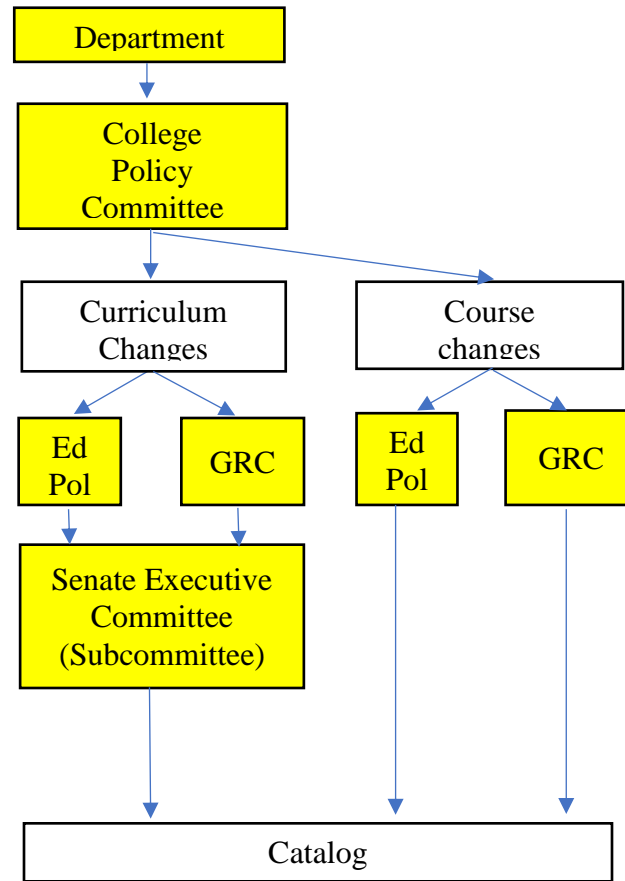 Department
College
Policy
Committee
Curriculum
Changes
Course
changes
Ed
Pol
GRC
Ed
Pol
GRC
Senate Executive
Committee
(Subcommittee)
Catalog